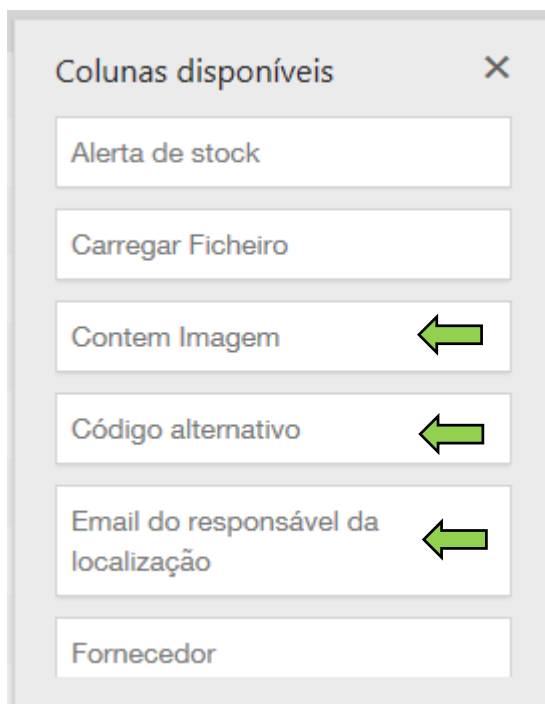 Colunas disponíveis
Alerta de stock
Carregar Ficheiro
Contem Imagem
Código alternativo
Email do responsável da
localização
Fornecedor